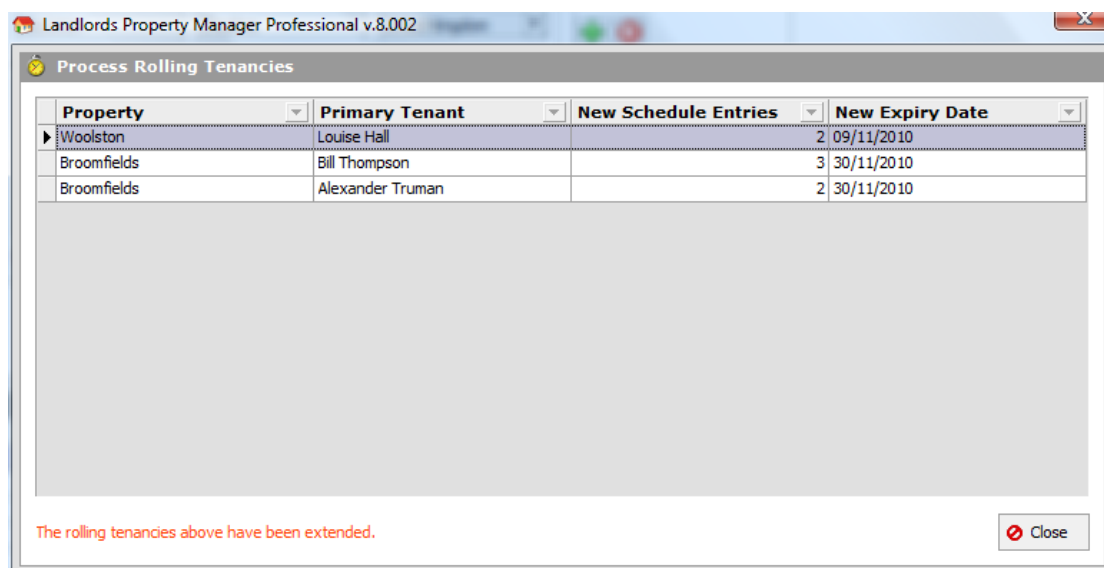 Landlords Property Manager Professional v.8.002
Process Rolling Tenancies
Property Primary Tenant New Schedule Entries New Expiry Date
Woolston Louise Hall 2 09/11/2010
Broomfields Bill Thompson 3 30/11/2010
Broomfields Alexander Truman 2 30/11/2010
The rolling tenancies above have been extended.
Close